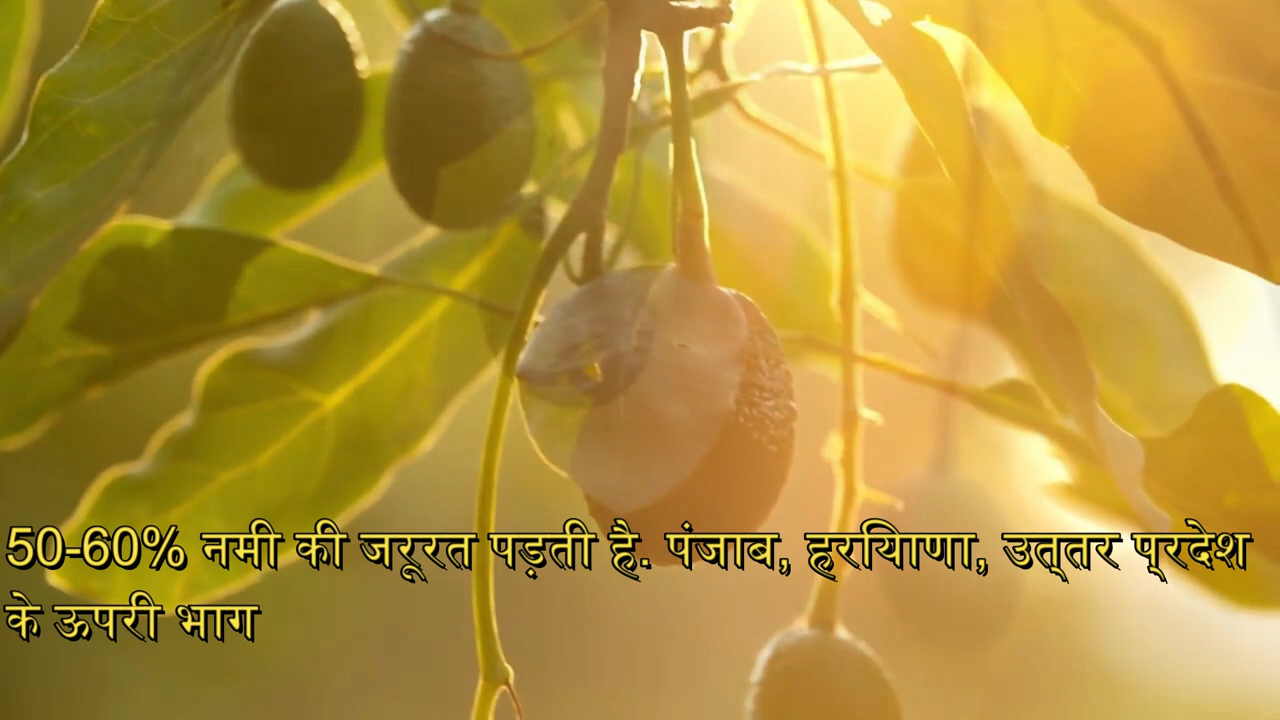 50-60% नमी की जरूरत पड़ती है. पंजाब, हरयिाणा, उत्‌तर प्‌रदेश
के ऊपरी भाग